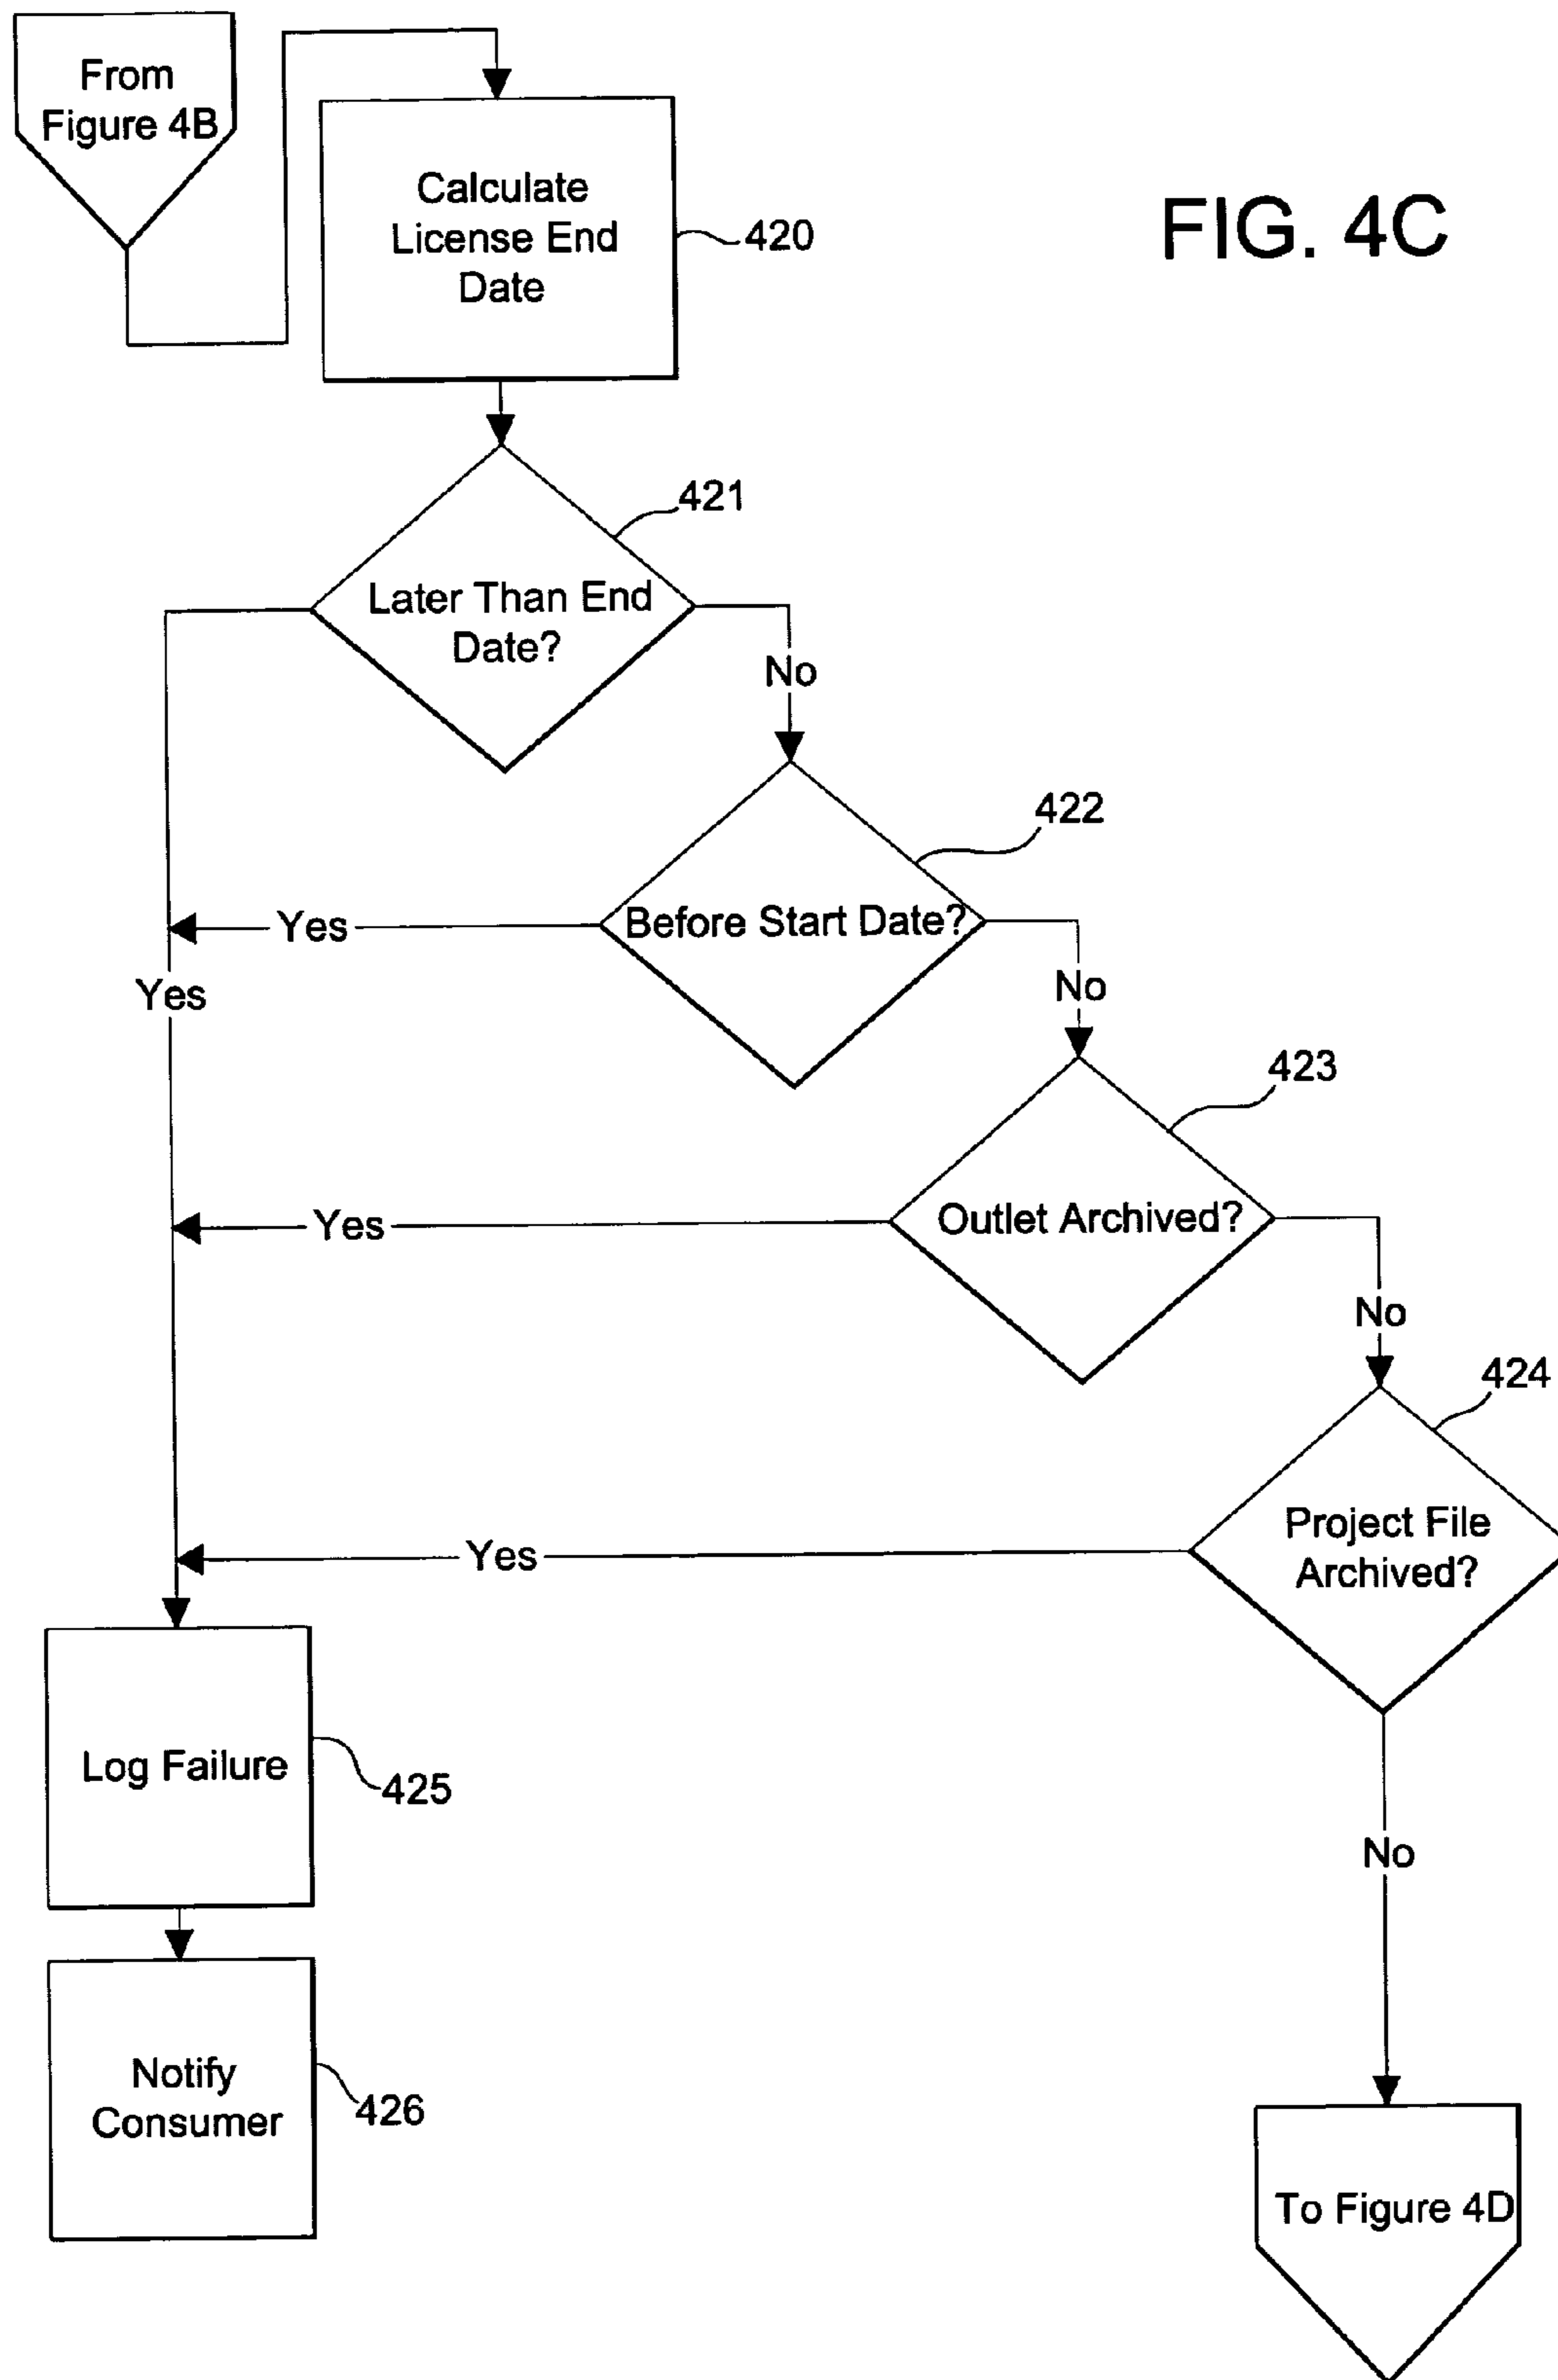 From
Figure 4B
Calculate
License End
Date
420
FIG. 4C
421
Later Than End
Date?
No
422
Before Start Date?
Yes
Yes
No
423
Outlet Archived?
Yes
No
424
Project File
Archived?
Yes
Log Failure
425
No
Notify
Consumer
426
To Figure 4D